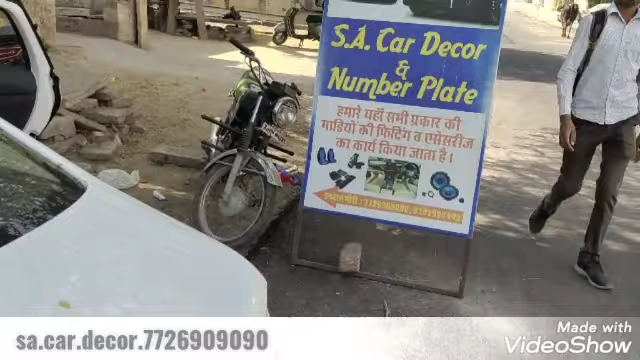 S.A. Car Decor
&
Number Plate
हमारे यहाँ सभी प्रकार की
गाडियों की फिटिंग व एसेसरीज
का कार्य किया जाता है।
sa.car.decor.7726909090
Made with
VideoShow